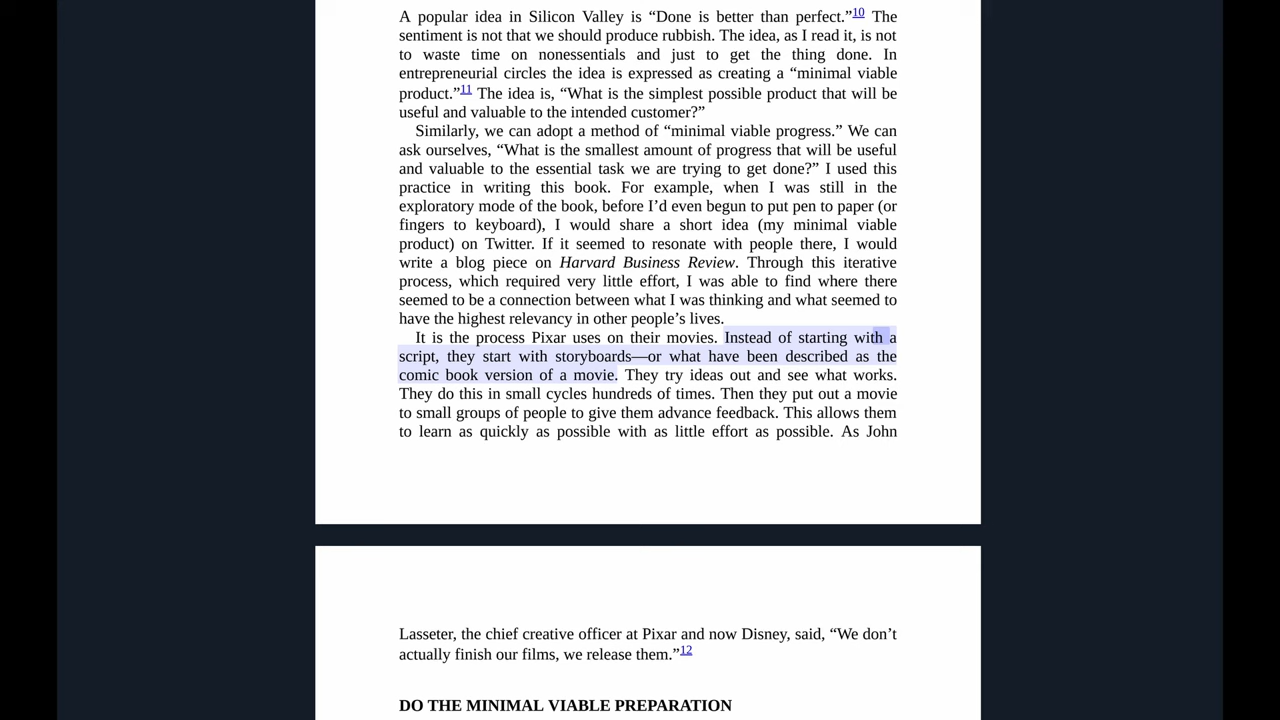 A popular idea in Silicon Valley is “Done is better than perfect.”10 The
sentiment is not that we should produce rubbish. The idea, as I read it, is not
to waste time on nonessentials and just to get the thing done. In
entrepreneurial circles the idea is expressed as creating a “minimal viable
product.”11 The idea is, “What is the simplest possible product that will be
useful and valuable to the intended customer?”
Similarly, we can adopt a method of “minimal viable progress.” We can
ask ourselves, “What is the smallest amount of progress that will be useful
and valuable to the essential task we are trying to get done?” I used this
practice in writing this book. For example, when I was still in the
exploratory mode of the book, before I’d even begun to put pen to paper (or
fingers to keyboard), I would share a short idea (my minimal viable
product) on Twitter. If it seemed to resonate with people there, I would
write a blog piece on Harvard Business Review. Through this iterative
process, which required very little effort, I was able to find where there
seemed to be a connection between what I was thinking and what seemed to
have the highest relevancy in other people’s lives.
It is the process Pixar uses on their movies. Instead of starting with a
script, they start with storyboards—or what have been described as the
comic book version of a movie. They try ideas out and see what works.
They do this in small cycles hundreds of times. Then they put out a movie
to small groups of people to give them advance feedback. This allows them
to learn as quickly as possible with as little effort as possible. As John
Lasseter, the chief creative officer at Pixar and now Disney, said, “We don’t
actually finish our films, we release them.”12
DO THE MINIMAL VIABLE PREPARATION